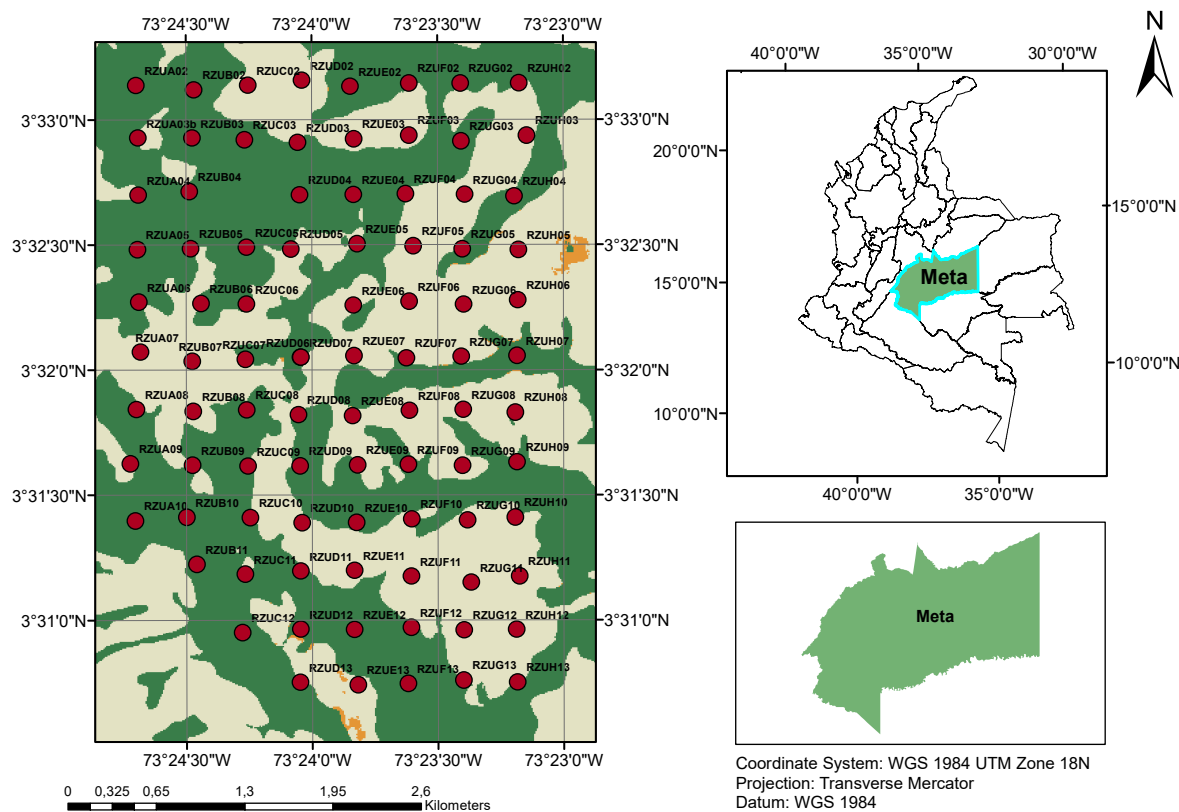 73°24'30"W 73°24'0"W 73°23'30"W 73°23'0"W
RZUA02 RZUB02 RZUC02 RZUD02 RZUE02 RZUF02 RZUG02 RZUH02
3°33'0"N 3°33'0"N
RZUA03b RZUB03 RZUC03 RZUD03 RZUE03 RZUF03 RZUG03 RZUH03
RZUA04 RZUB04 RZUD04 RZUE04 RZUF04 RZUG04 RZUH04
3°32'30"N 3°32'30"N
RZUA05 RZUB05 RZUC05 RZUD05 RZUE05 RZUF05 RZUG05 RZUH05
RZUA06 RZUB06 RZUC06 RZUE06 RZUF06 RZUG06 RZUH06
RZUA07 RZUB07 RZUC07 RZUD06 RZUD07 RZUE07 RZUF07 RZUG07 RZUH07
3°32'0"N 3°32'0"N
RZUA08 RZUB08 RZUC08 RZUD08 RZUE08 RZUF08 RZUG08 RZUH08
RZUA09 RZUB09 RZUC09 RZUD09 RZUE09 RZUF09 RZUG09 RZUH09
3°31'30"N 3°31'30"N
RZUA10 RZUB10 RZUC10 RZUD10 RZUE10 RZUF10 RZUG10 RZUH10
RZUB11 RZUC11 RZUD11 RZUE11 RZUF11 RZUG11 RZUH11
3°31'0"N 3°31'0"N
RZUC12 RZUD12 RZUE12 RZUF12 RZUG12 RZUH12
RZUD13 RZUE13 RZUF13 RZUG13 RZUH13
73°24'30"W 73°24'0"W 73°23'30"W 73°23'0"W
0 0,325 0,65 1,3 1,95 2,6
Kilometers
N
40°0'0"W 35°0'0"W 30°0'0"W
20°0'0"N
15°0'0"N
15°0'0"N
Meta
10°0'0"N
10°0'0"N
40°0'0"W 35°0'0"W
Meta
Coordinate System: WGS 1984 UTM Zone 18N
Projection: Transverse Mercator
Datum: WGS 1984